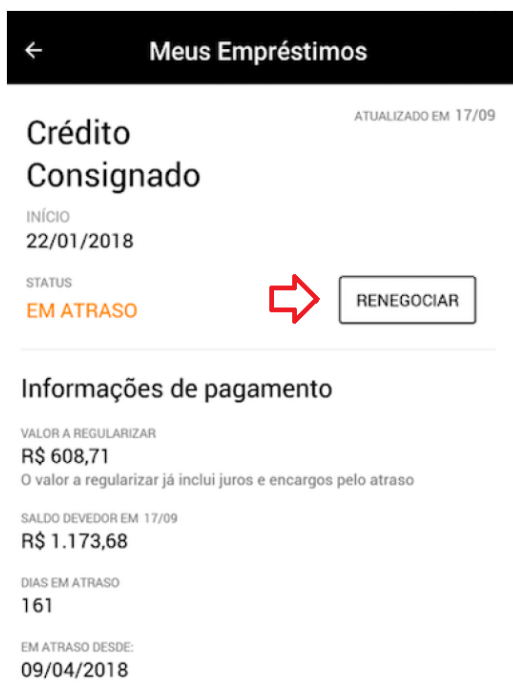 Meus Empréstimos
ATUALIZADO EM 17/09
Crédito
Consignado
INÍCIO
22/01/2018
STATUS
EM ATRASO
RENEGOCIAR
Informações de pagamento
VALOR A REGULARIZAR
R$ 608,71
O valor a regularizar já inclui juros e encargos pelo atraso
SALDO DEVEDOR EM 17/09
R$ 1.173,68
DIAS EM ATRASO
161
EM ATRASO DESDE:
09/04/2018